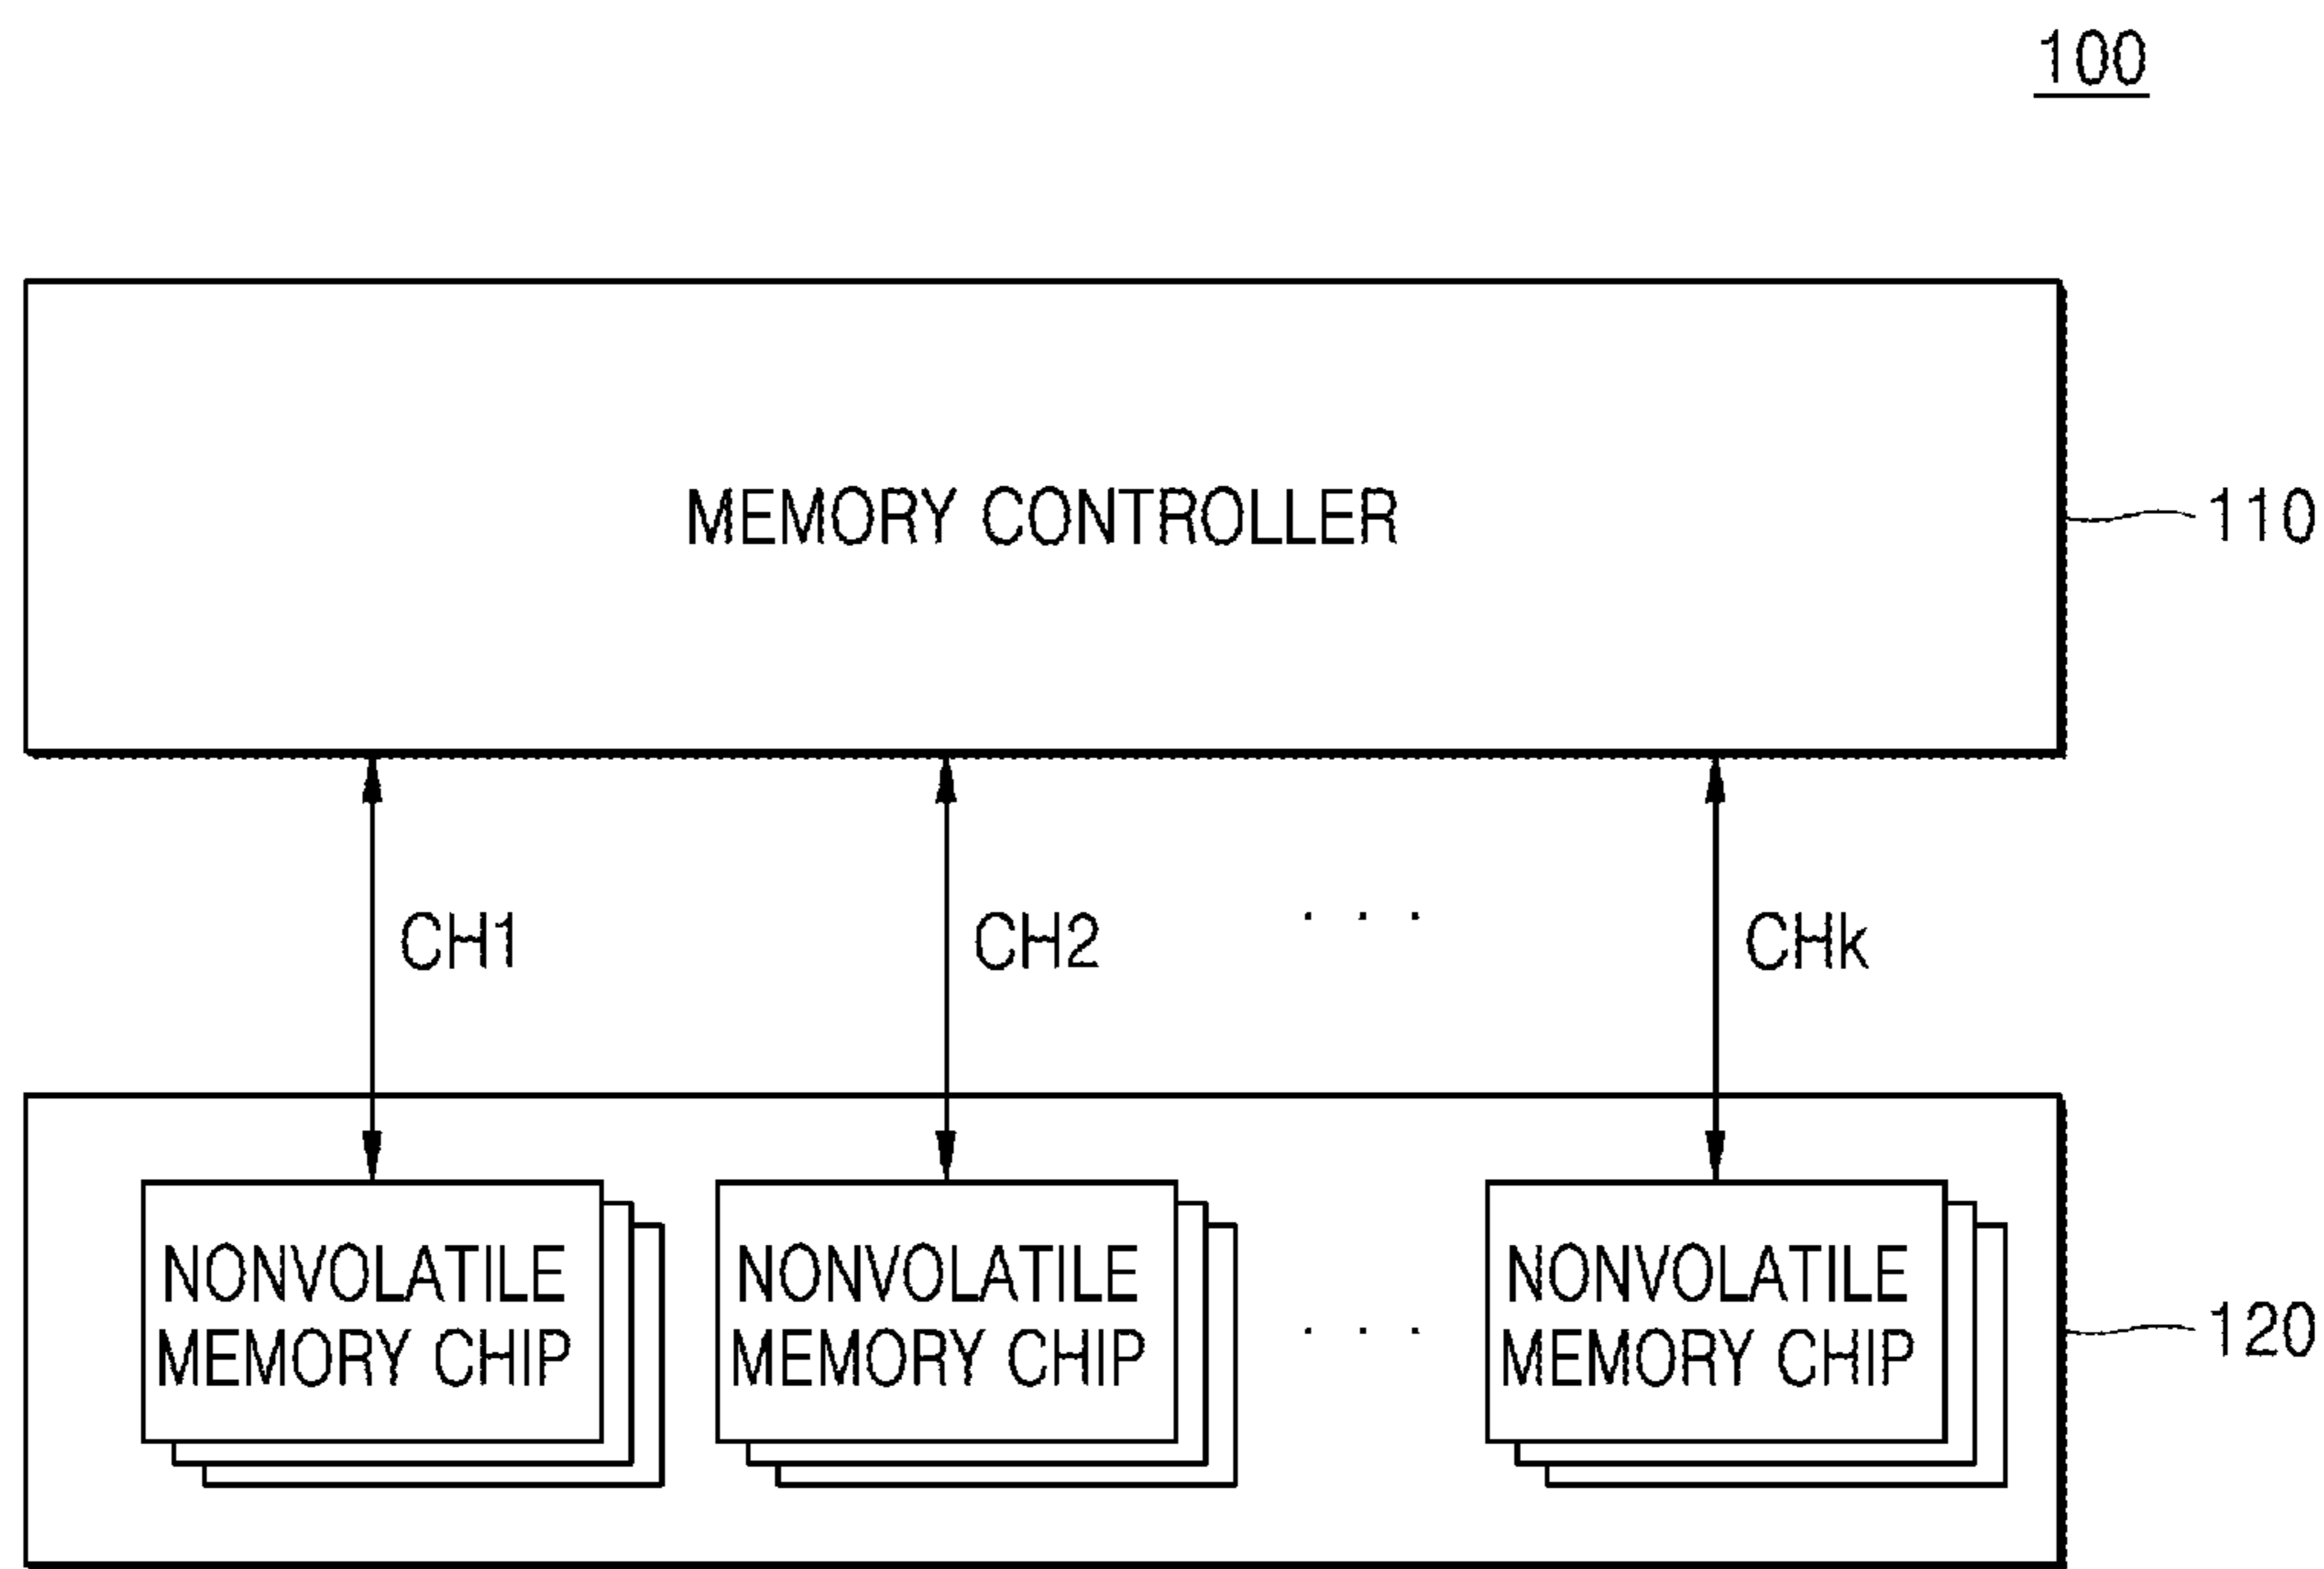 100
MEMORY CONTROLLER
110
CH1
CH2
. . .
CHk
NONVOLATILE
MEMORY CHIP
NONVOLATILE
MEMORY CHIP
. . .
NONVOLATILE
MEMORY CHIP
120